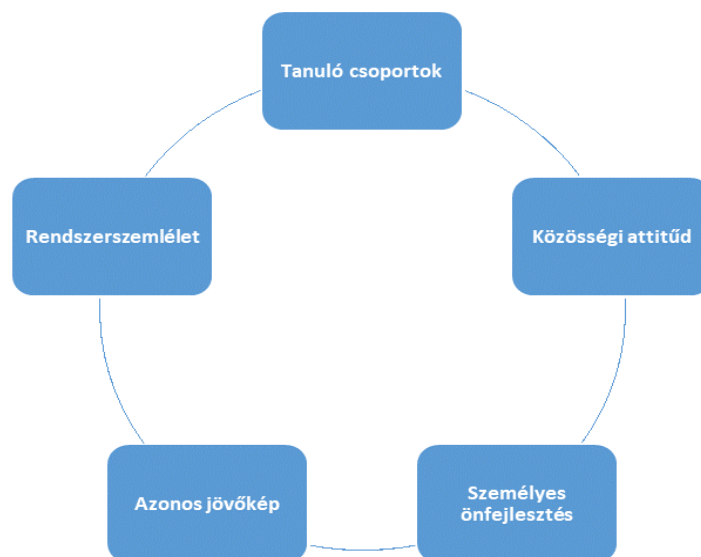 Tanuló csoportok
Közösségi attitűd
Személyes
önfejlesztés
Azonos jövőkép
Rendszerszemlélet